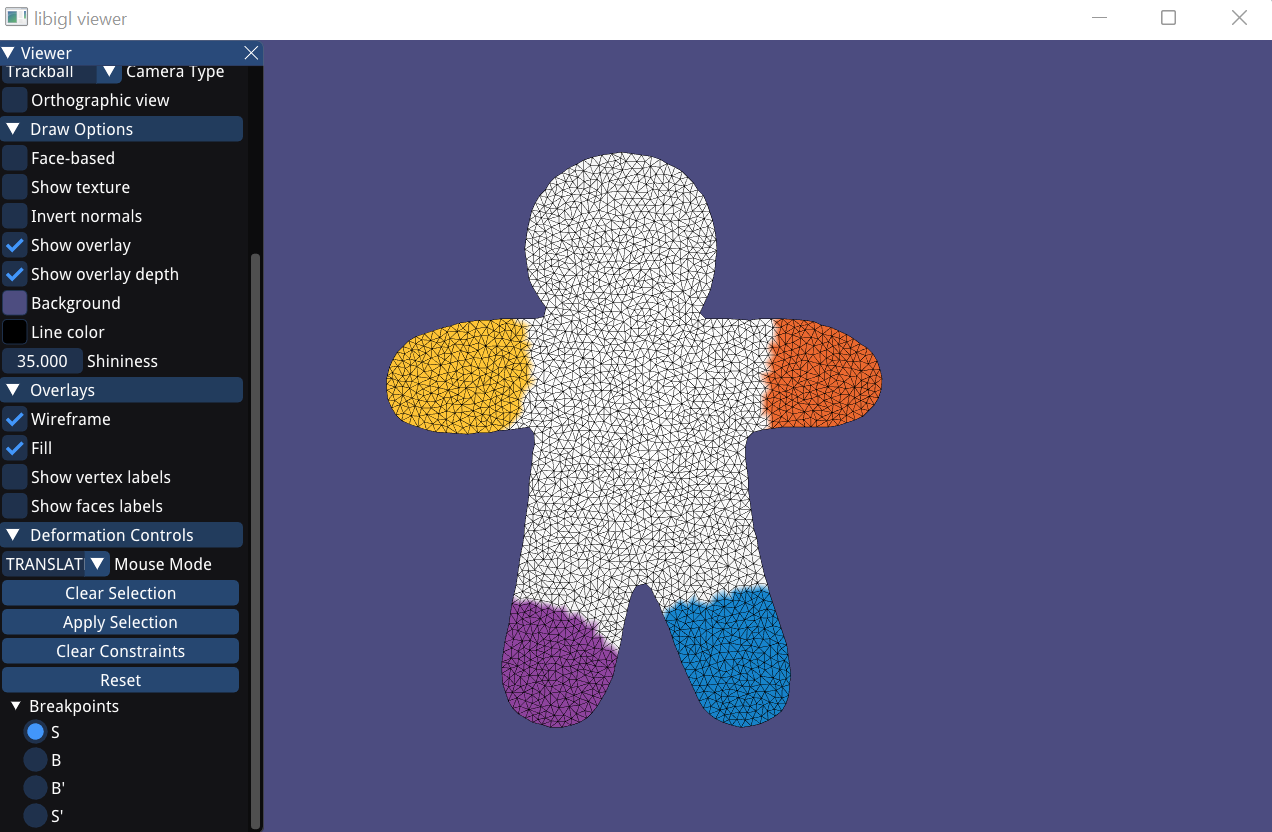 libigl viewer
Viewer
Trackball Camera Type
Orthographic view
Draw Options
Face-based
Show texture
Invert normals
Show overlay
Show overlay depth
Background
Line color
35.000 Shininess
Overlays
Wireframe
Fill
Show vertex labels
Show faces labels
Deformation Controls
TRANSLAT Mouse Mode
Clear Selection
Apply Selection
Clear Constraints
Reset
Breakpoints
S
B
B'
S'